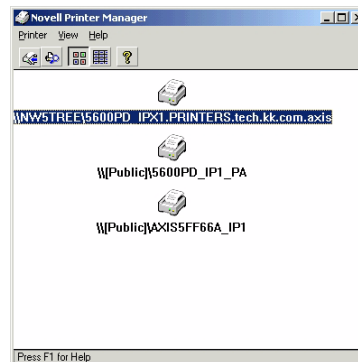 Novell Printer Manager
Printer View Help
\\NW5TREE\5600PD_IPX1.PRINTERS.tech.kk.com.axis
\\[Public]\5600PD_IP1_PA
\\[Public]\AXIS5FF66A_IP1
Press F1 for Help